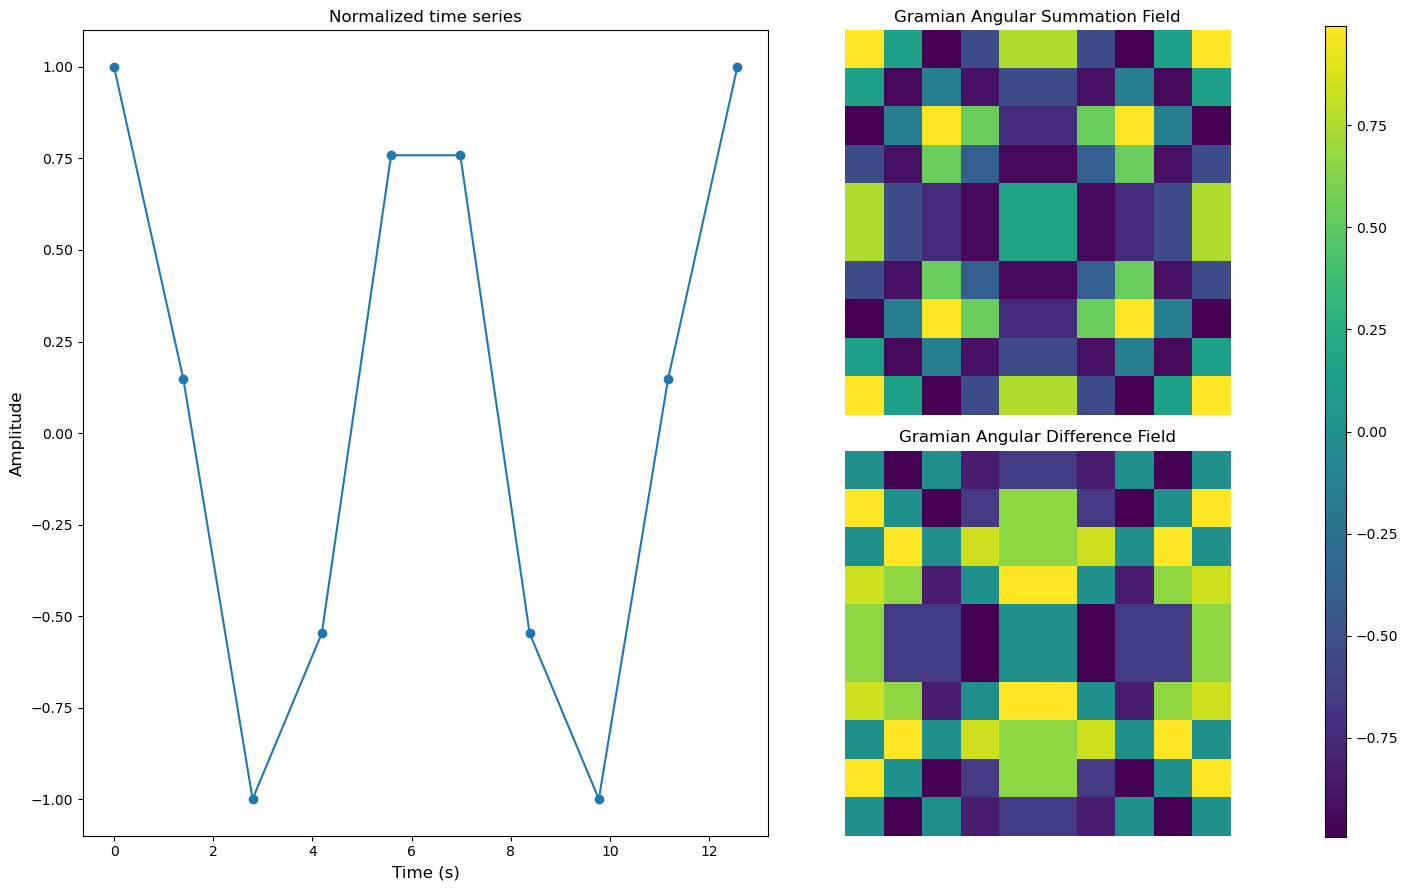 Normalized time series
1.00
0.75
0.50
0.25
0.00
−0.25
−0.50
−0.75
−1.00
Amplitude
0 2 4 6 8 10 12
Time (s)
Gramian Angular Summation Field
Gramian Angular Difference Field
0.75
0.50
0.25
0.00
−0.25
−0.50
−0.75